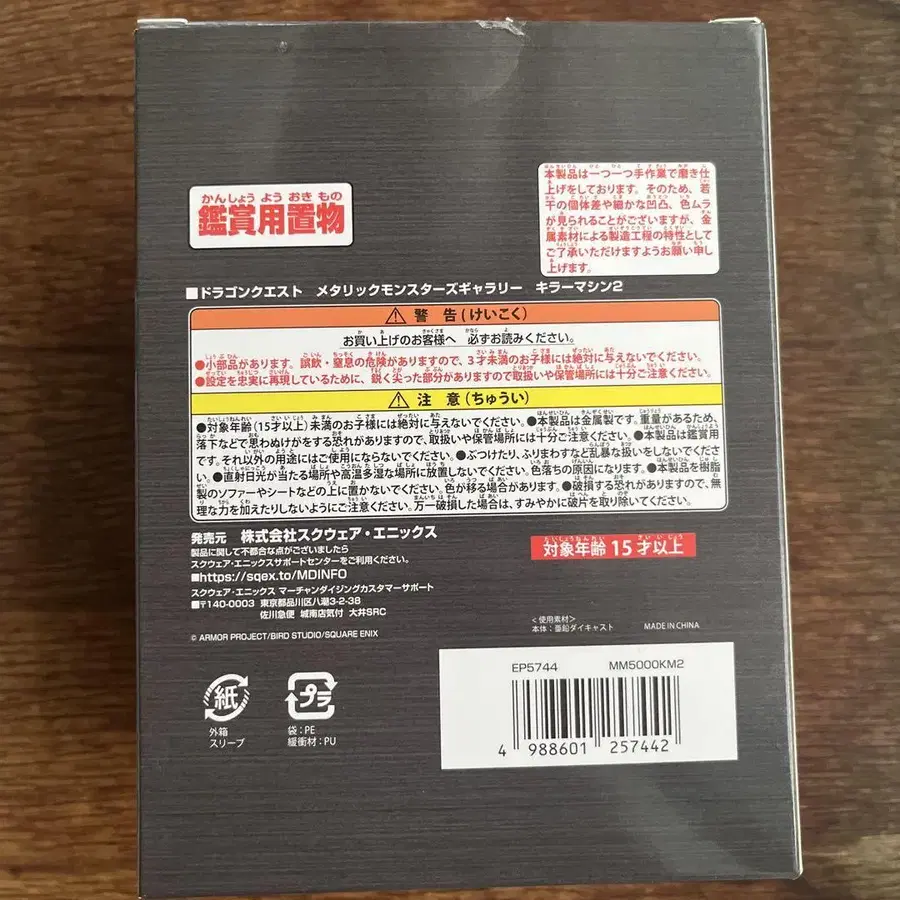 かんしょう よう おき もの
鑑賞用置物
本製品は一つ一つ手作業で磨き仕
上げをしております。そのため、若
干の個体差や細かな凹凸、色ムラ
が見られることがございますが、金
属素材による製造工程の特性として
ご了承いただけますようお願い申し
上げます。
■ドラゴンクエスト メタリックモンスターズギャラリー キラーマシン2
⚠ 警 告 (けいこく)
お買い上げのお客様へ 必ずお読みください。
●小部品があります。誤飲・窒息の危険がありますので、3才未満のお子様には絶対に与えないでください。
●設定を忠実に再現しているために、鋭く尖った部分がありますので取扱いや保管場所には十分ご注意ください。
⚠ 注 意 (ちゅうい)
●対象年齢(15才以上)未満のお子様には絶対に与えないでください。●本製品は金属製です。重量があるため、
落下などで思わぬけがをする恐れがありますので、取扱いや保管場所には十分ご注意ください。●本製品は鑑賞用
です。それ以外の用途にはご使用にならないでください。●ぶつけたり、ふりまわすなど乱暴な扱いをしないでくださ
い。●直射日光が当たる場所や高温多湿な場所に放置しないでください。色落ちの原因になります。●本製品を樹脂
製のソファーやシートなどの上に置かないでください。色が移る場合があります。●破損する恐れがありますので、無
理な力を加えたりしないようにご注意ください。万一破損した場合は、すみやかに破片を取り除いてください。
発売元 株式会社スクウェア・エニックス
製品に関して不都合な点がございましたら
スクウェア・エニックスサポートセンターをご利用ください。
■https://sqex.to/MDINFO
スクウェア・エニックス マーチャンダイジングカスタマーサポート
■〒140-0003 東京都品川区八潮3-2-38
佐川急便 城南店気付 大井SRC
たいしょうねんれい さい いじょう
対象年齢 15才以上
© ARMOR PROJECT/BIRD STUDIO/SQUARE ENIX
<使用素材>
本体:亜鉛ダイキャスト MADE IN CHINA
紙
外箱
スリーブ
プラ
袋:PE
緩衝材:PU
EP5744 MM5000KM2
4 988601 257442